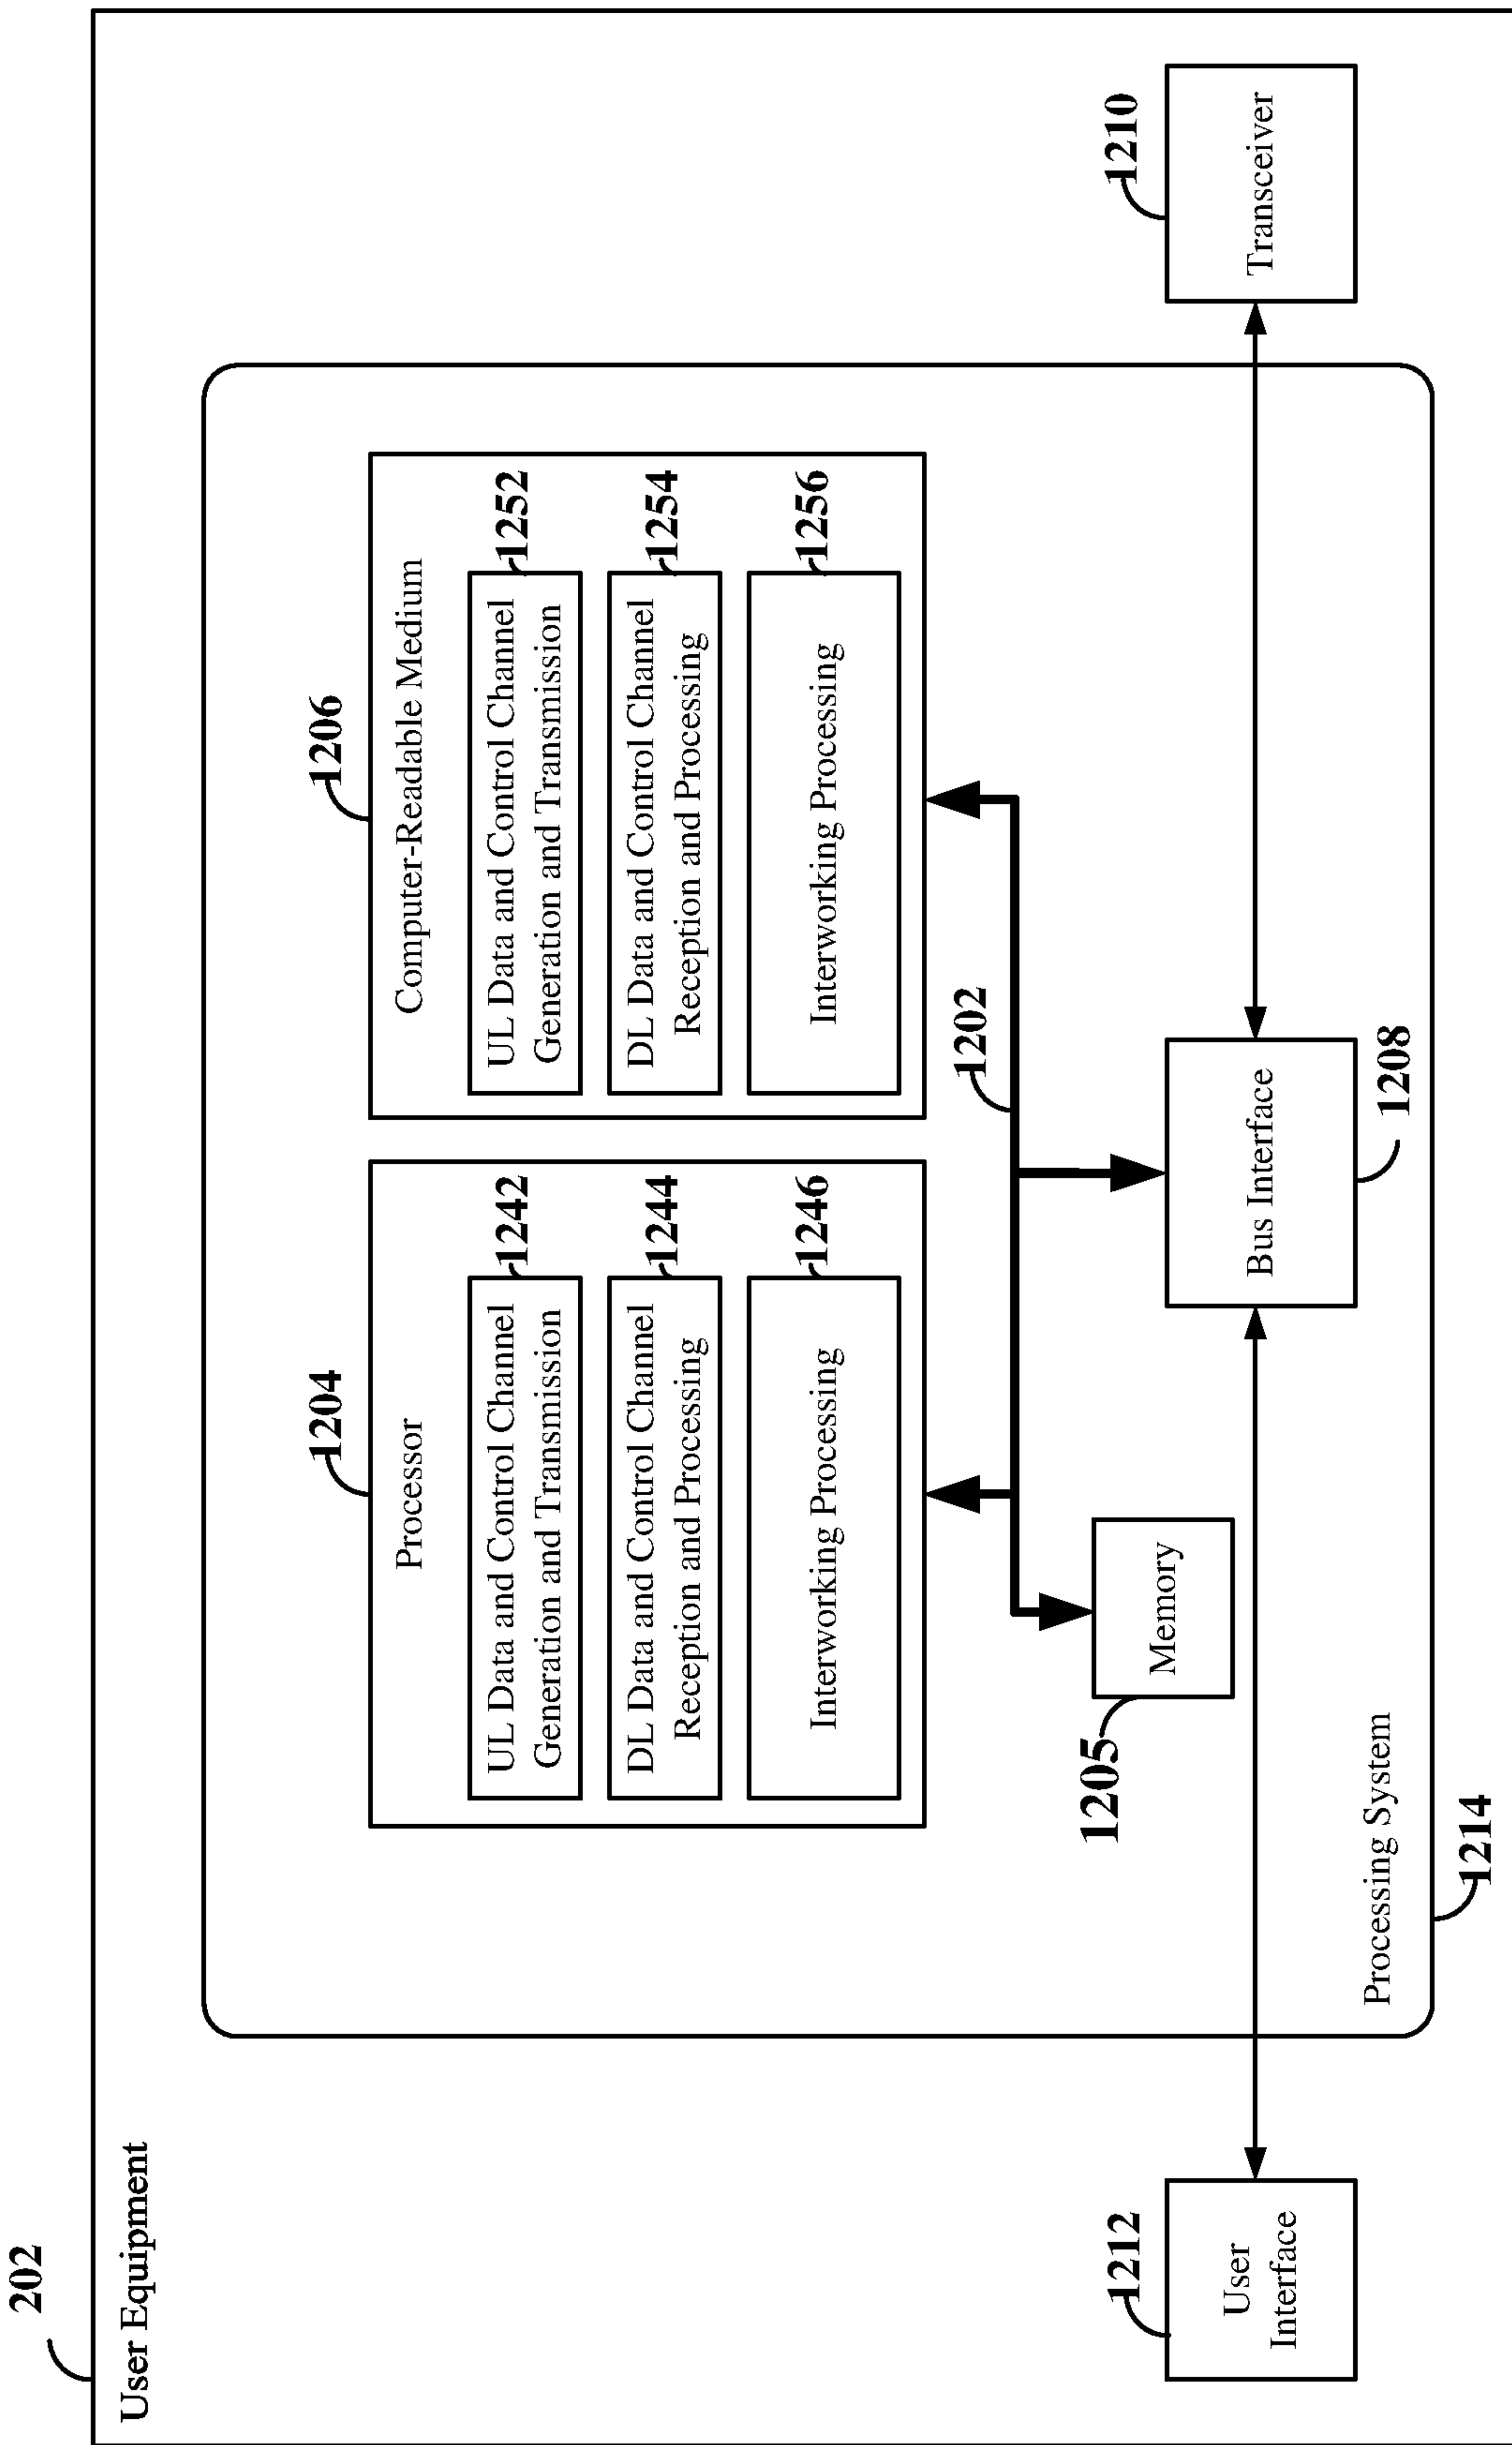 202
User Equipment
1204
Processor
UL Data and Control Channel
Generation and Transmission
1242
DL Data and Control Channel
Reception and Processing
1244
Interworking Processing
1246
1206
Computer-Readable Medium
UL Data and Control Channel
Generation and Transmission
1252
DL Data and Control Channel
Reception and Processing
1254
Interworking Processing
1256
1202
1205
Memory
1212
User
Interface
Bus Interface
1208
1210
Transceiver
Processing System
1214